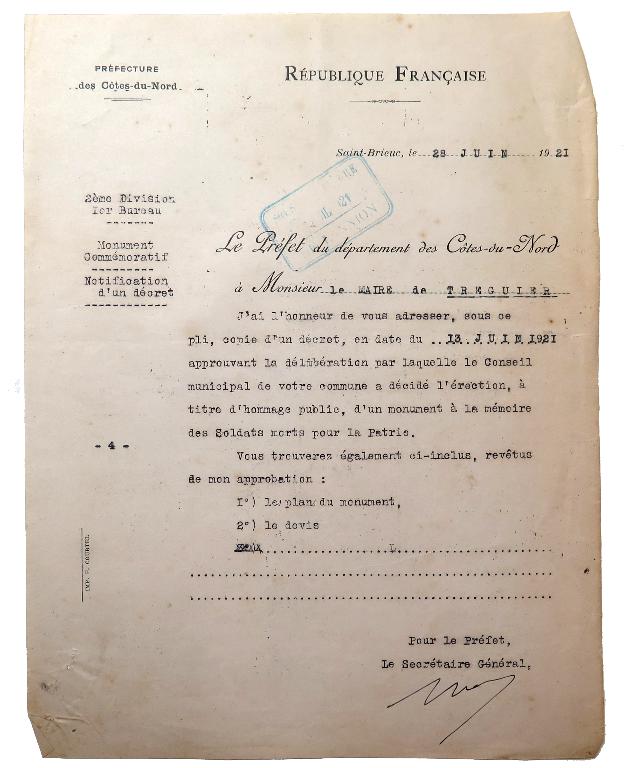 PRÉFECTURE
des Côtes-du-Nord
RÉPUBLIQUE FRANÇAISE
Saint-Brieuc, le 28 JUIN 1921
2ème Division
Ier Bureau
Monument
Commémoratif
Notification
d'un décret
Le Préfet du département des Côtes-du-Nord
à Monsieur le MAIRE de TREGUIER
J'ai l'honneur de vous adresser, sous ce
pli, copie d'un décret, en date du 13 JUIN 1921
approuvant la délibération par laquelle le Conseil
municipal de votre commune a décidé l'érection, à
titre d'hommage public, d'un monument à la mémoire
des Soldats morts pour la Patrie.
- 4 -
Vous trouverez également ci-inclus, revêtus
de mon approbation :
1°) le plan du monument,
2°) le devis
Pour le Préfet,
Le Secrétaire Général,